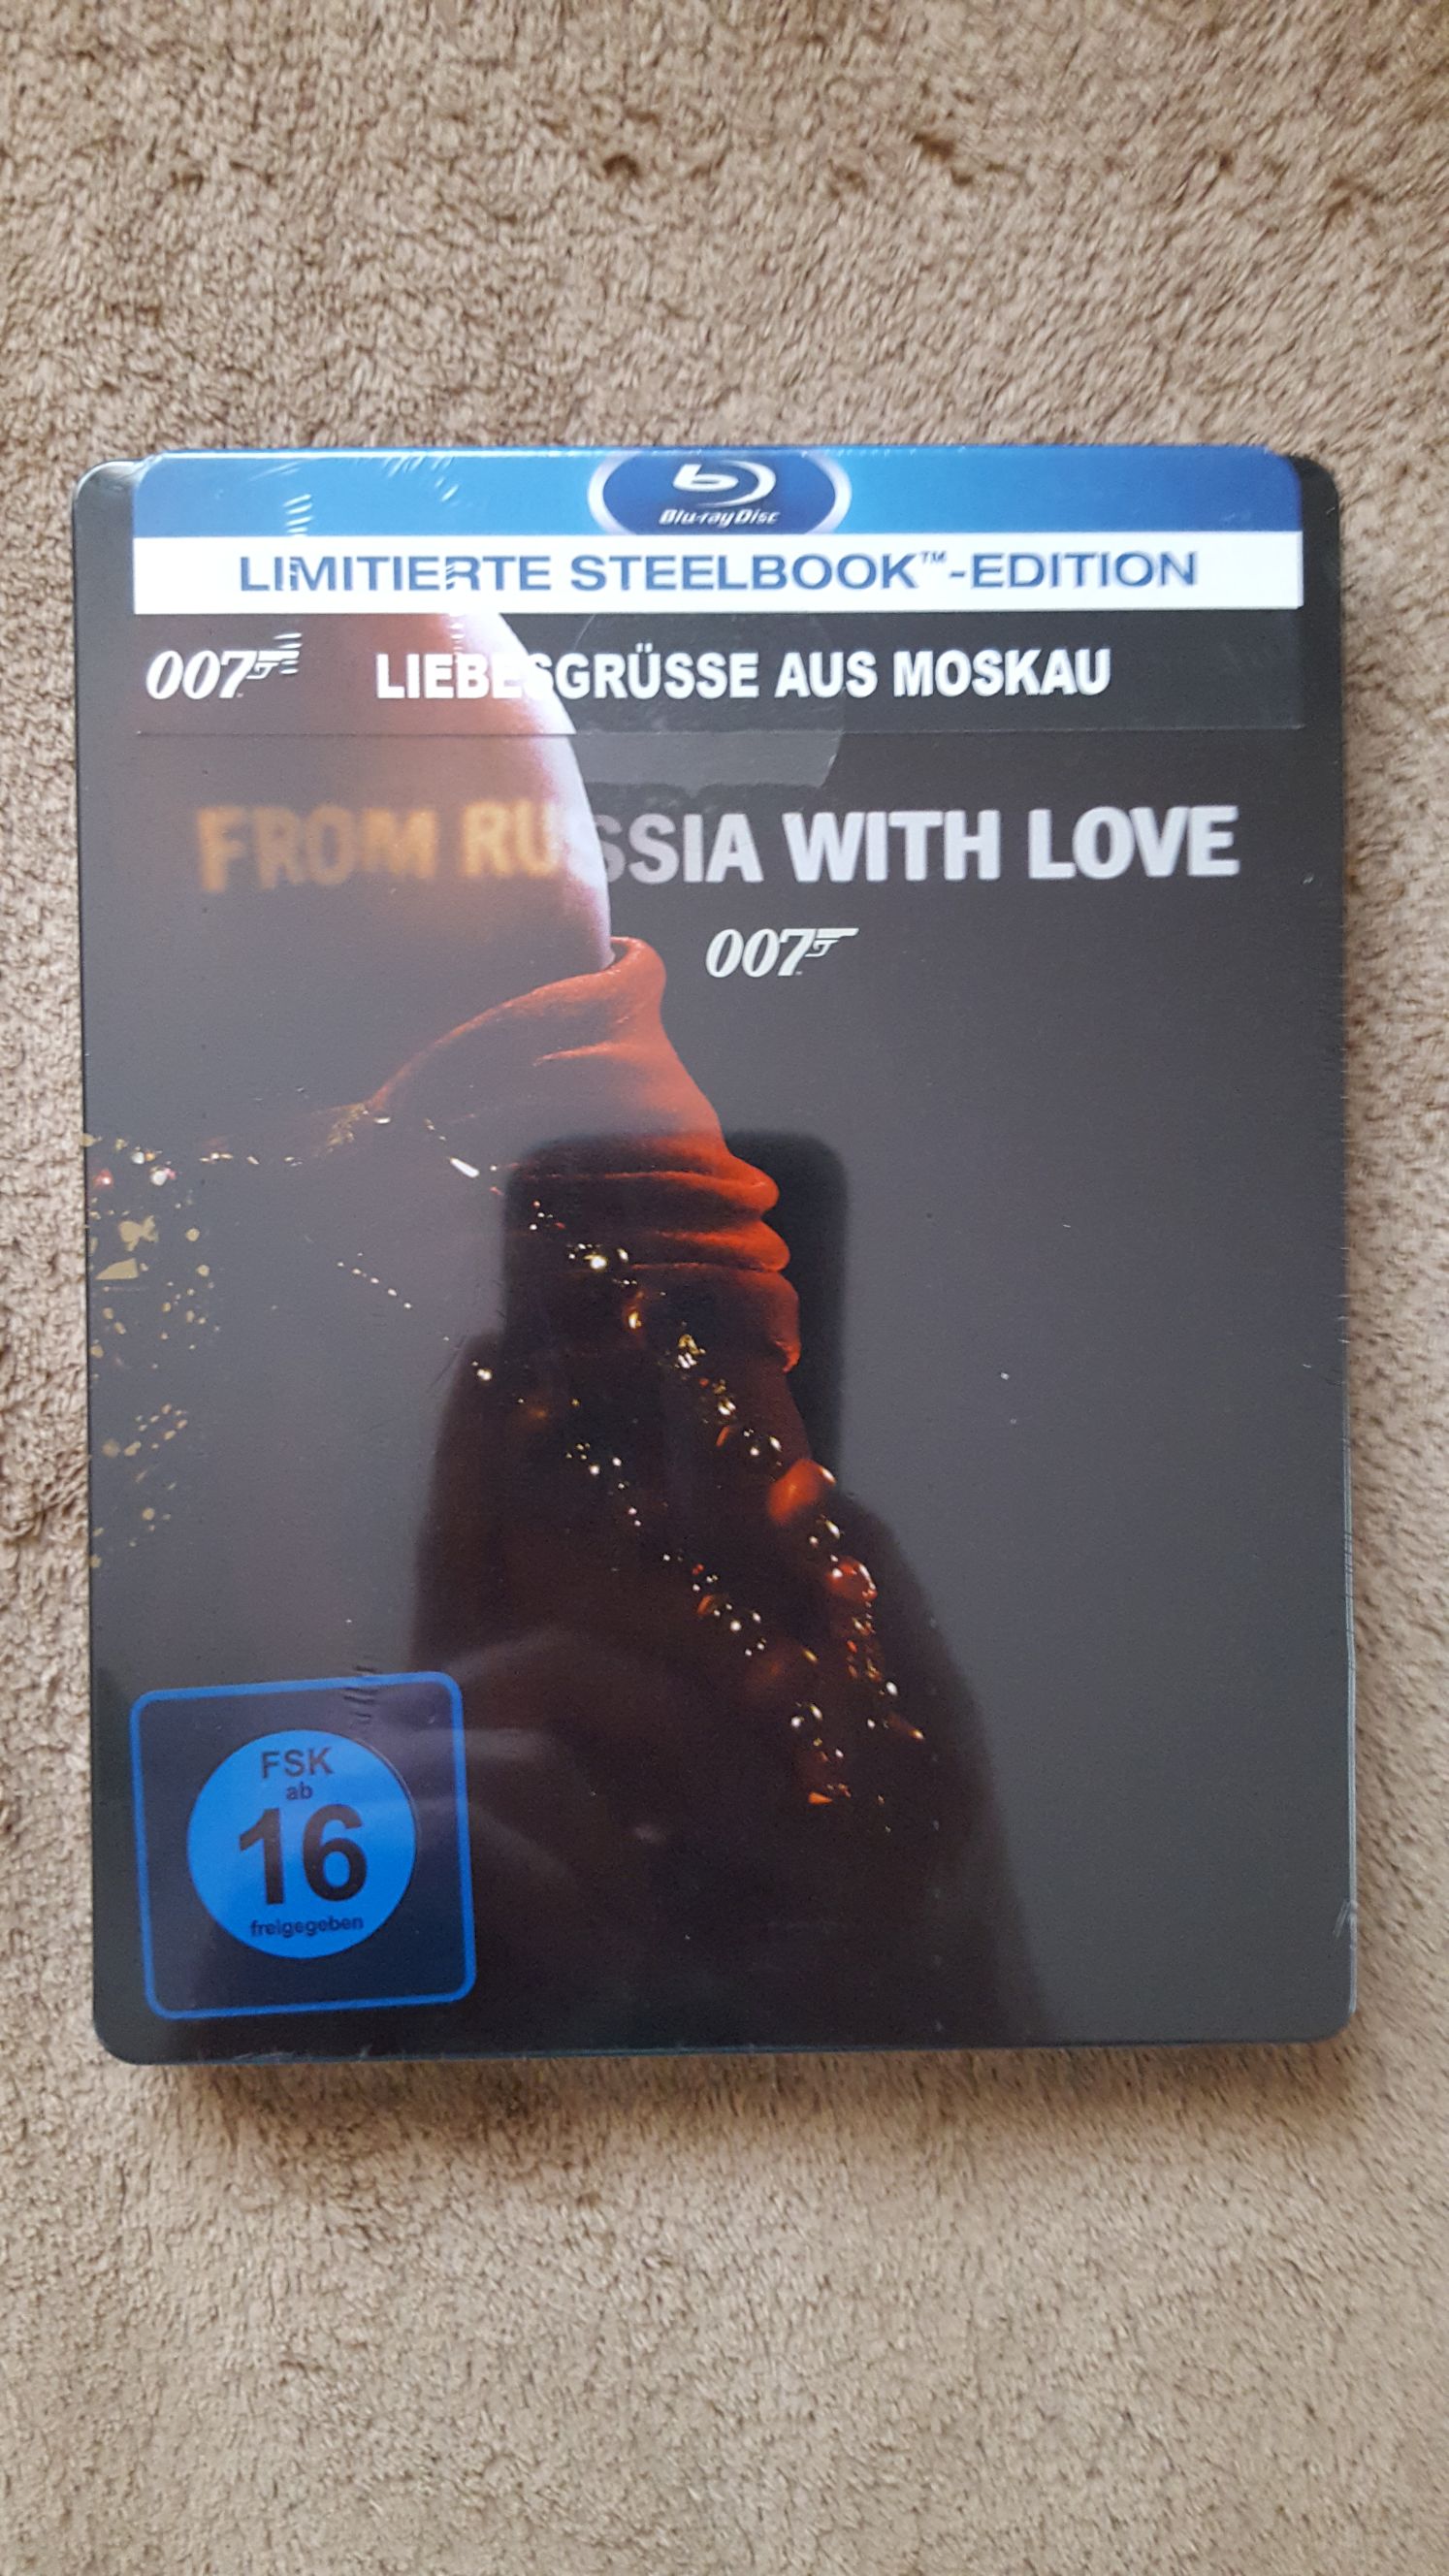 Blu-ray Disc
LIMITIERTE STEELBOOK™-EDITION
007 LIEBESGRÜSSE AUS MOSKAU
FROM RUSSIA WITH LOVE
007
FSK
ab
16
freigegeben